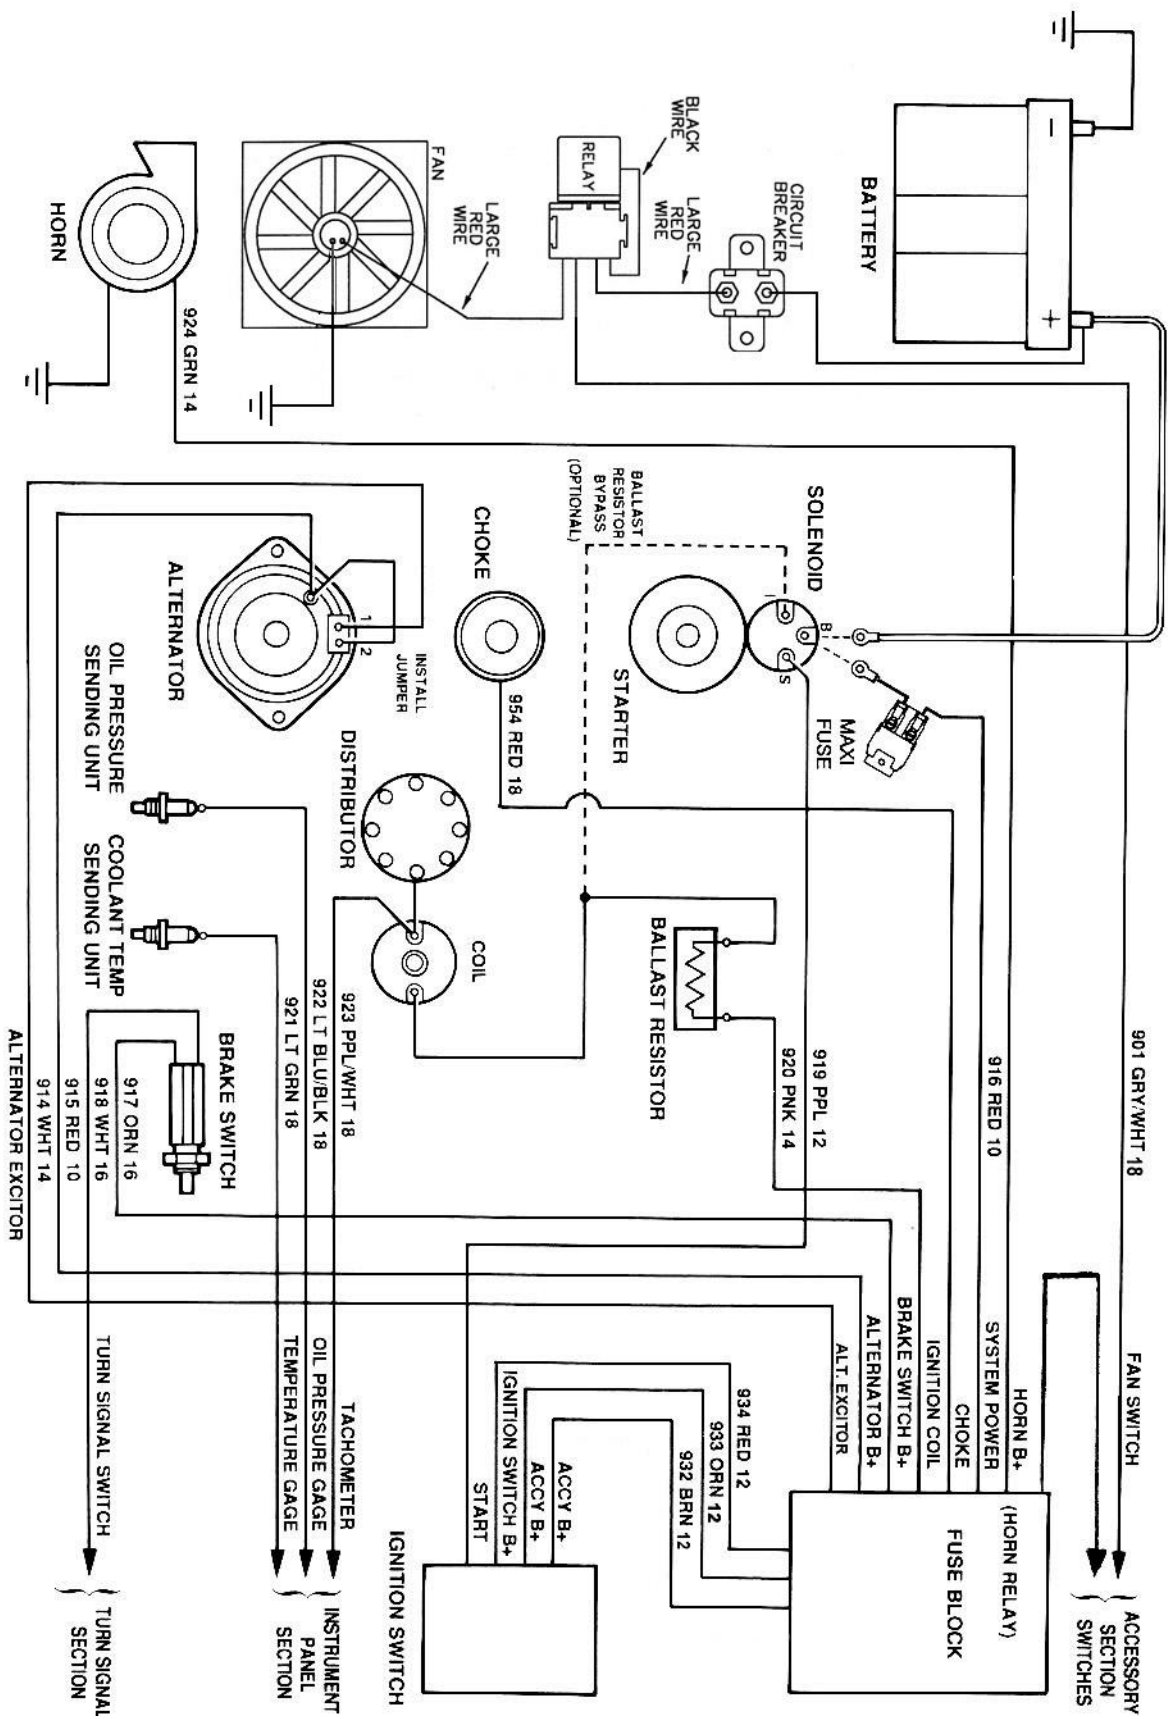 BATTERY
-
+
CIRCUIT
BREAKER
LARGE
RED
WIRE
BLACK
WIRE
RELAY
LARGE
RED
WIRE
FAN
HORN
924 GRN 14
SOLENOID
I
B
S
BALLAST
RESISTOR
BYPASS
(OPTIONAL)
STARTER
MAXI
FUSE
CHOKE
954 RED 18
ALTERNATOR
1
2
INSTALL
JUMPER
DISTRIBUTOR
COIL
BALLAST RESISTOR
OIL PRESSURE
SENDING UNIT
COOLANT TEMP
SENDING UNIT
BRAKE SWITCH
901 GRY/WHT 18
916 RED 10
919 PPL 12
920 PNK 14
923 PPL/WHT 18
922 LT BLU/BLK 18
921 LT GRN 18
917 ORN 16
918 WHT 16
915 RED 10
914 WHT 14
ALTERNATOR EXCITOR
FAN SWITCH
HORN B+
SYSTEM POWER
CHOKE
IGNITION COIL
BRAKE SWITCH B+
ALTERNATOR B+
ALT. EXCITOR
934 RED 12
933 ORN 12
932 BRN 12
ACCY B+
ACCY B+
IGNITION SWITCH B+
START
TACHOMETER
OIL PRESSURE GAGE
TEMPERATURE GAGE
TURN SIGNAL SWITCH
(HORN RELAY)
FUSE BLOCK
IGNITION SWITCH
ACCESSORY
SECTION
SWITCHES
INSTRUMENT
PANEL
SECTION
TURN SIGNAL
SECTION